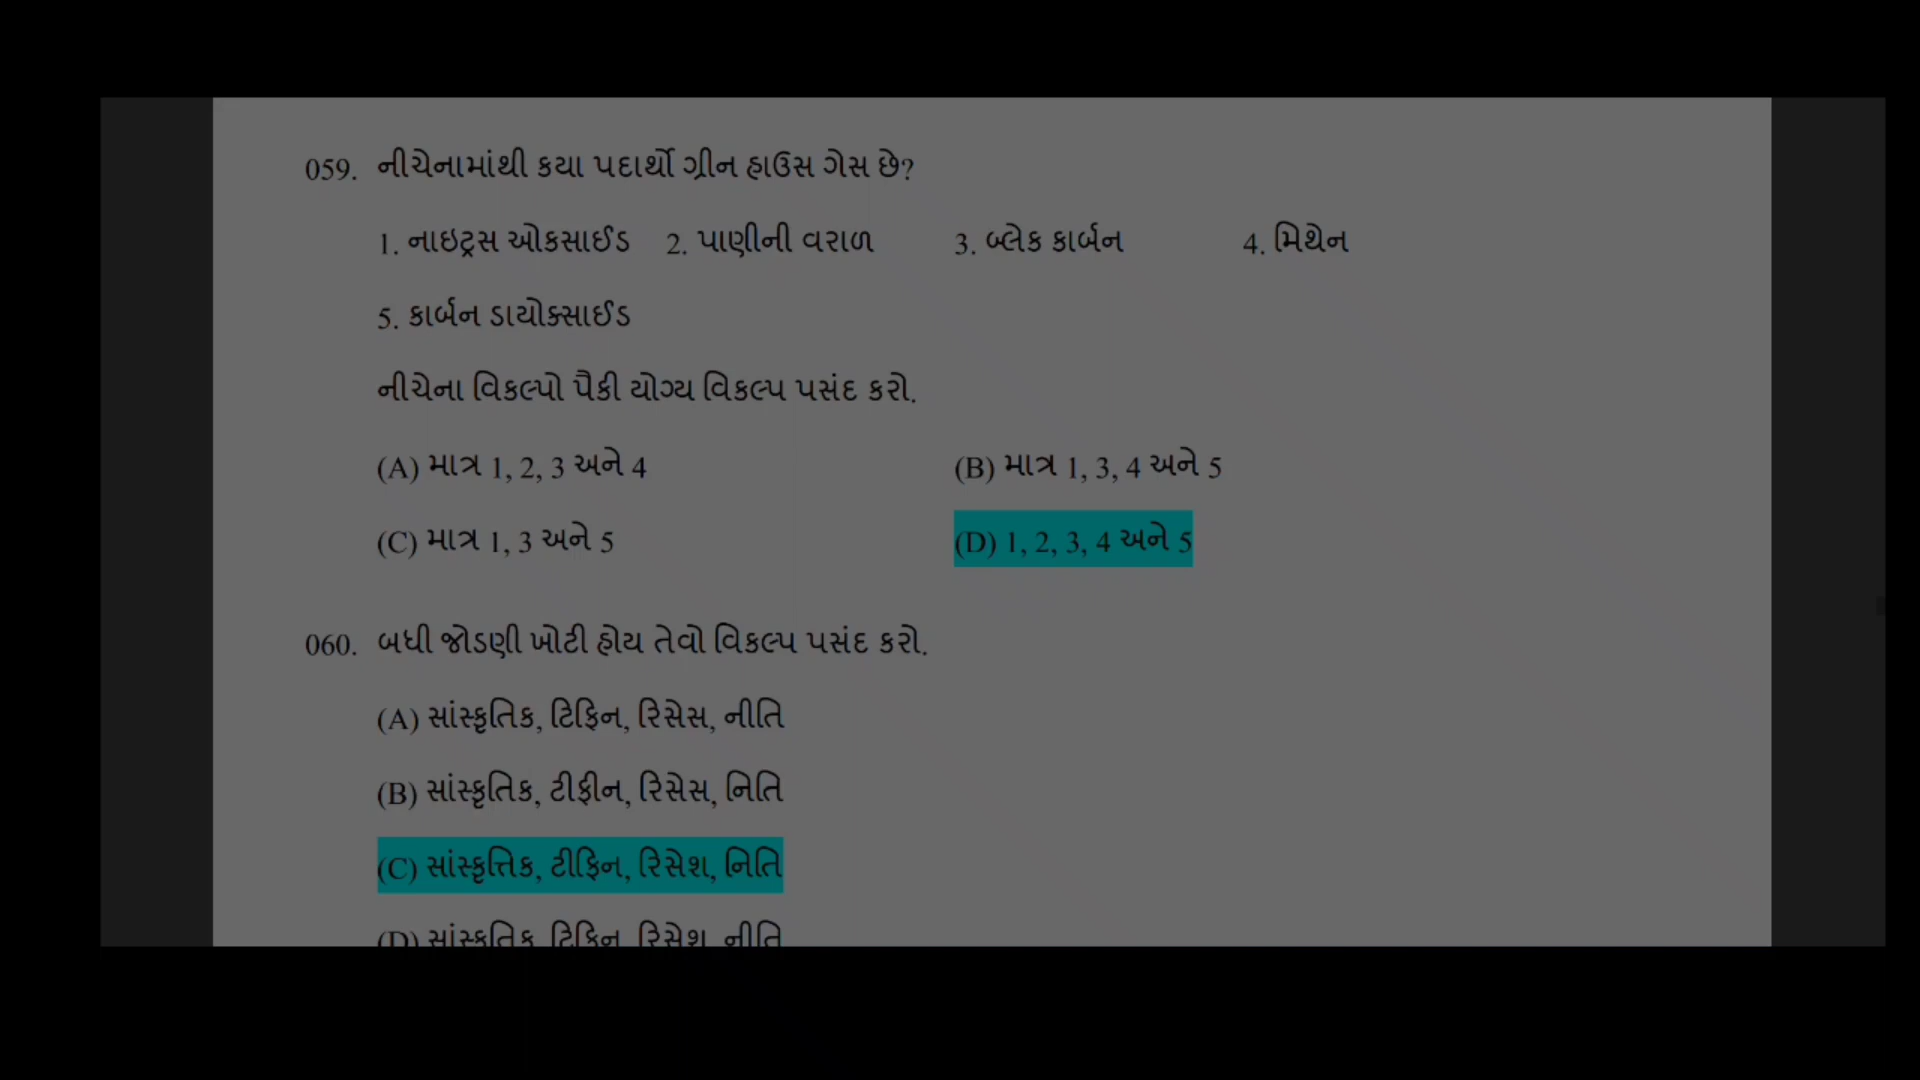 059. નીચેનામાંથી કયા પદાર્થો ગ્રીન હાઉસ ગેસ છે?
1. નાઇટ્રસ ઓકસાઈડ 2. પાણીની વરાળ 3. બ્લેક કાર્બન 4. મિથેન
5. કાર્બન ડાયોક્સાઈડ
નીચેના વિકલ્પો પૈકી યોગ્ય વિકલ્પ પસંદ કરો.
(A) માત્ર 1, 2, 3 અને 4 (B) માત્ર 1, 3, 4 અને 5
(C) માત્ર 1, 3 અને 5 (D) 1, 2, 3, 4 અને 5
060. બધી જોડણી ખોટી હોય તેવો વિકલ્પ પસંદ કરો.
(A) સાંસ્કૃતિક, ટિફિન, રિસેસ, નીતિ
(B) સાંસ્કૃતિક, ટીફીન, રિસેસ, નિતિ
(C) સાંસ્કૃત્તિક, ટીફિન, રિસેશ, નિતિ
(D) સાંસ્કૃતિક, ટિફિન, રિસેશ, નીતિ